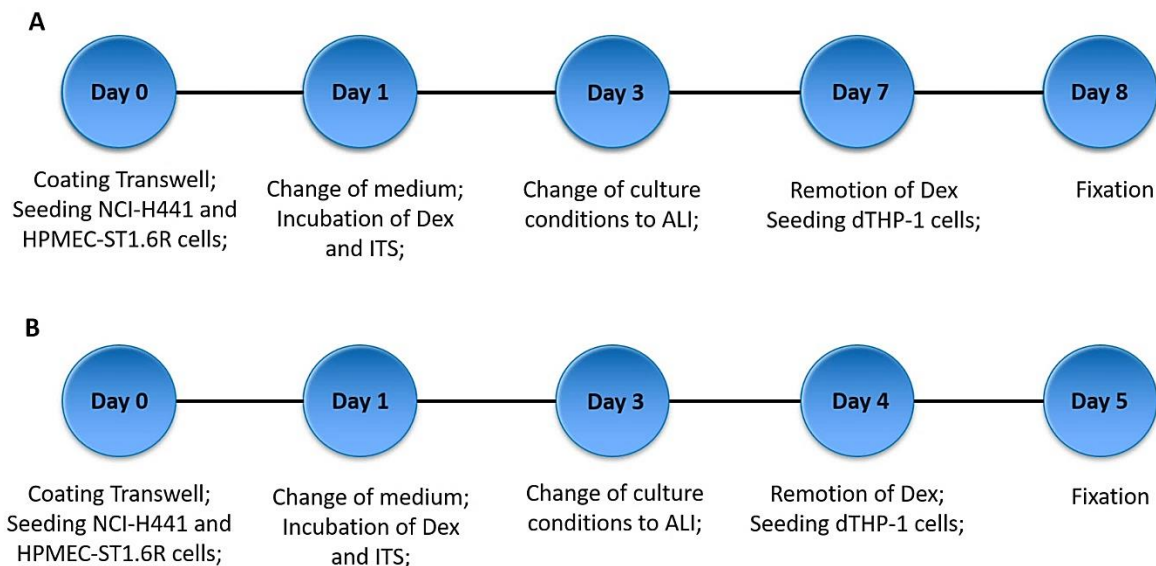 A
Day 0
Day 1
Day 3
Day 7
Day 8
Coating Transwell;
Seeding NCI-H441 and
HPMEC-ST1.6R cells;
Change of medium;
Incubation of Dex
and ITS;
Change of culture
conditions to ALI;
Remotion of Dex
Seeding dTHP-1 cells;
Fixation
B
Day 0
Day 1
Day 3
Day 4
Day 5
Coating Transwell;
Seeding NCI-H441 and
HPMEC-ST1.6R cells;
Change of medium;
Incubation of Dex
and ITS;
Change of culture
conditions to ALI;
Remotion of Dex;
Seeding dTHP-1 cells;
Fixation